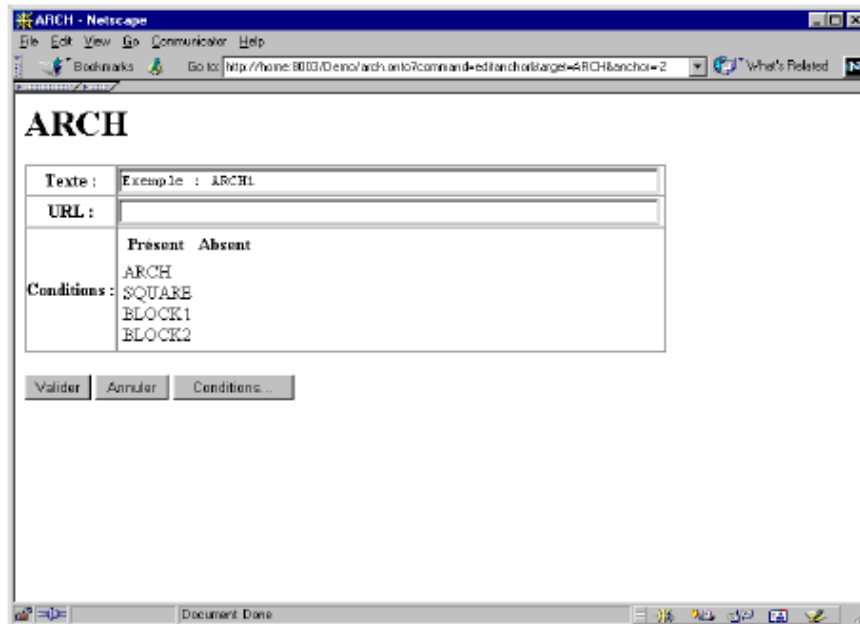 ARCH - Netscape
File Edit View Go Communicator Help
Bookmarks Go to: http://home:8003/Demo/arch.onto?command=editanchor&target=ARCH&anchor=-2 What's Related
ARCH
Texte : Exemple : ARCH1
URL :
Présent Absent
Conditions :
ARCH
SQUARE
BLOCK1
BLOCK2
Valider Annuler Conditions...
Document Done